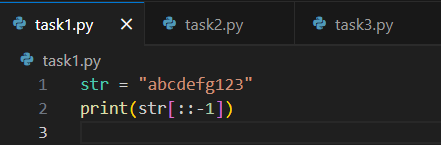 task1.py × task2.py task3.py
task1.py
1 str = "abcdefg123"
2 print(str[::-1])
3